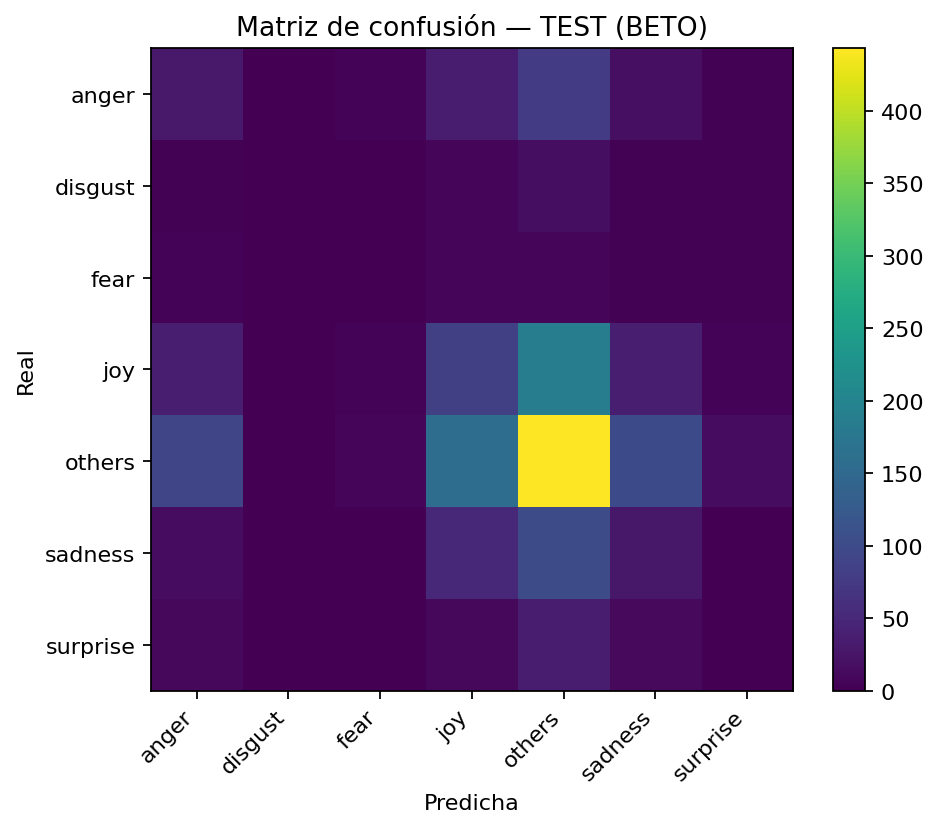 Matriz de confusión — TEST (BETO)
anger
disgust
fear
joy
others
sadness
surprise
Real
anger
disgust
fear
joy
others
sadness
surprise
Predicha
400
350
300
250
200
150
100
50
0